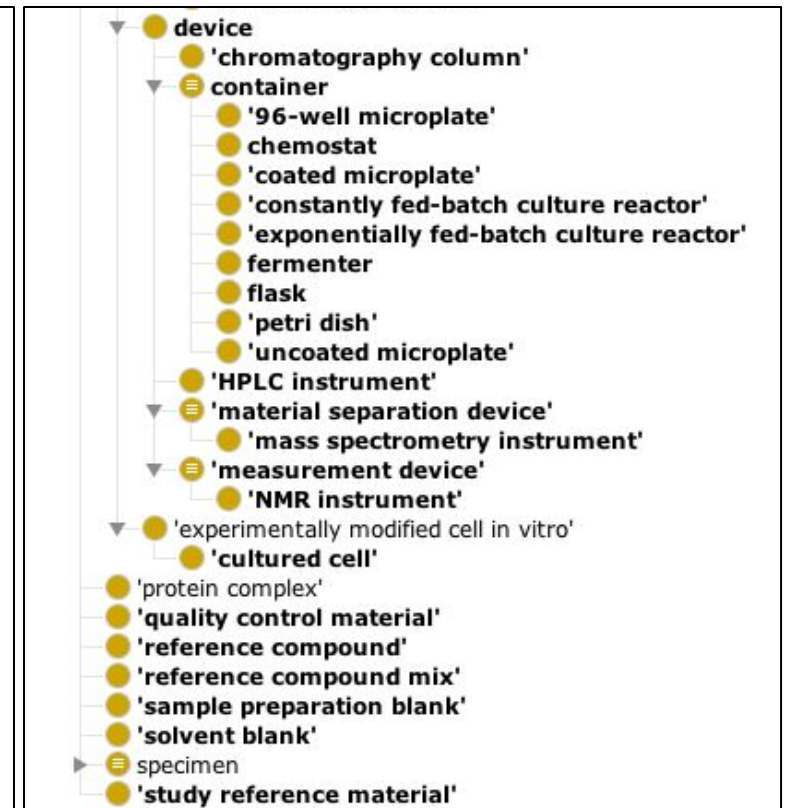 device
'chromatography column'
container
'96-well microplate'
chemostat
'coated microplate'
'constantly fed-batch culture reactor'
'exponentially fed-batch culture reactor'
fermenter
flask
'petri dish'
'uncoated microplate'
'HPLC instrument'
'material separation device'
'mass spectrometry instrument'
'measurement device'
'NMR instrument'
'experimentally modified cell in vitro'
'cultured cell'
'protein complex'
'quality control material'
'reference compound'
'reference compound mix'
'sample preparation blank'
'solvent blank'
specimen
'study reference material'